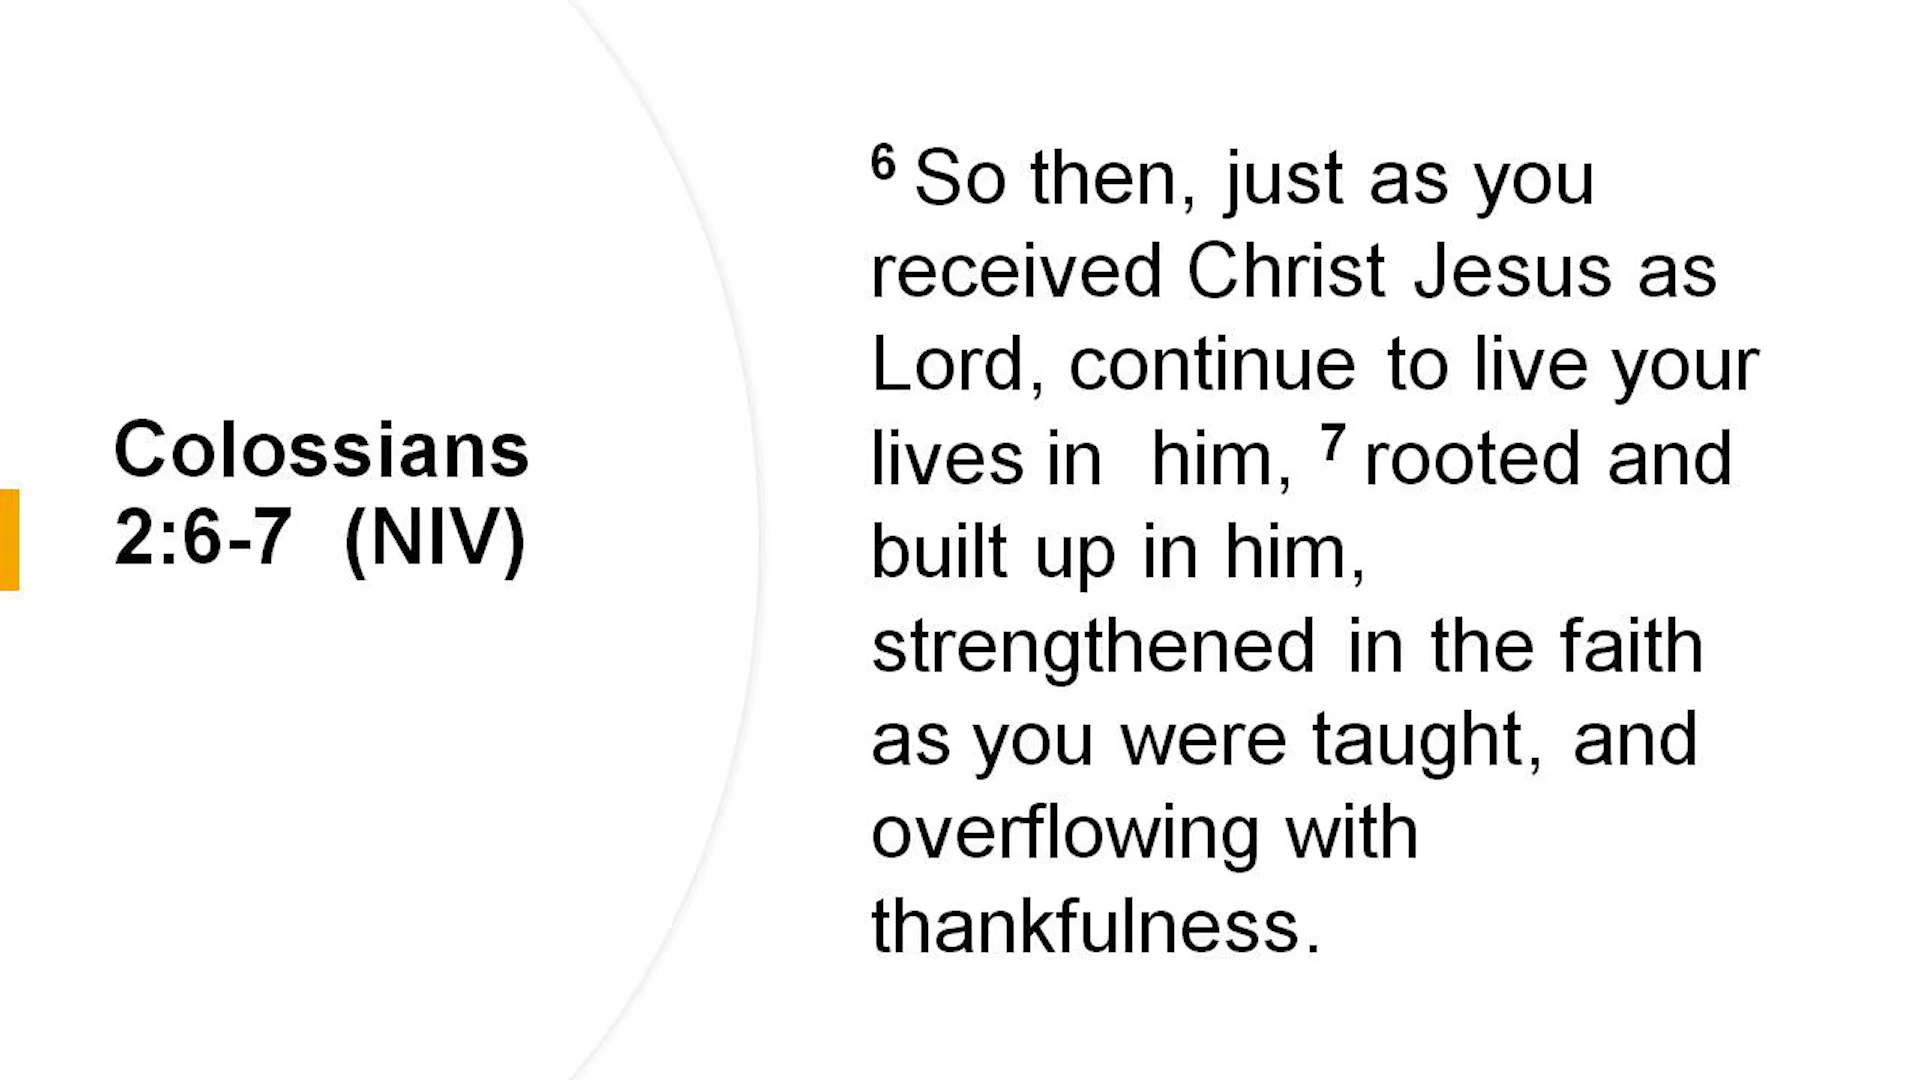 Colossians
2:6-7  (NIV)
6 So then, just as you
received Christ Jesus as
Lord, continue to live your
lives in  him, 7 rooted and
built up in him,
strengthened in the faith
as you were taught, and
overflowing with
thankfulness.